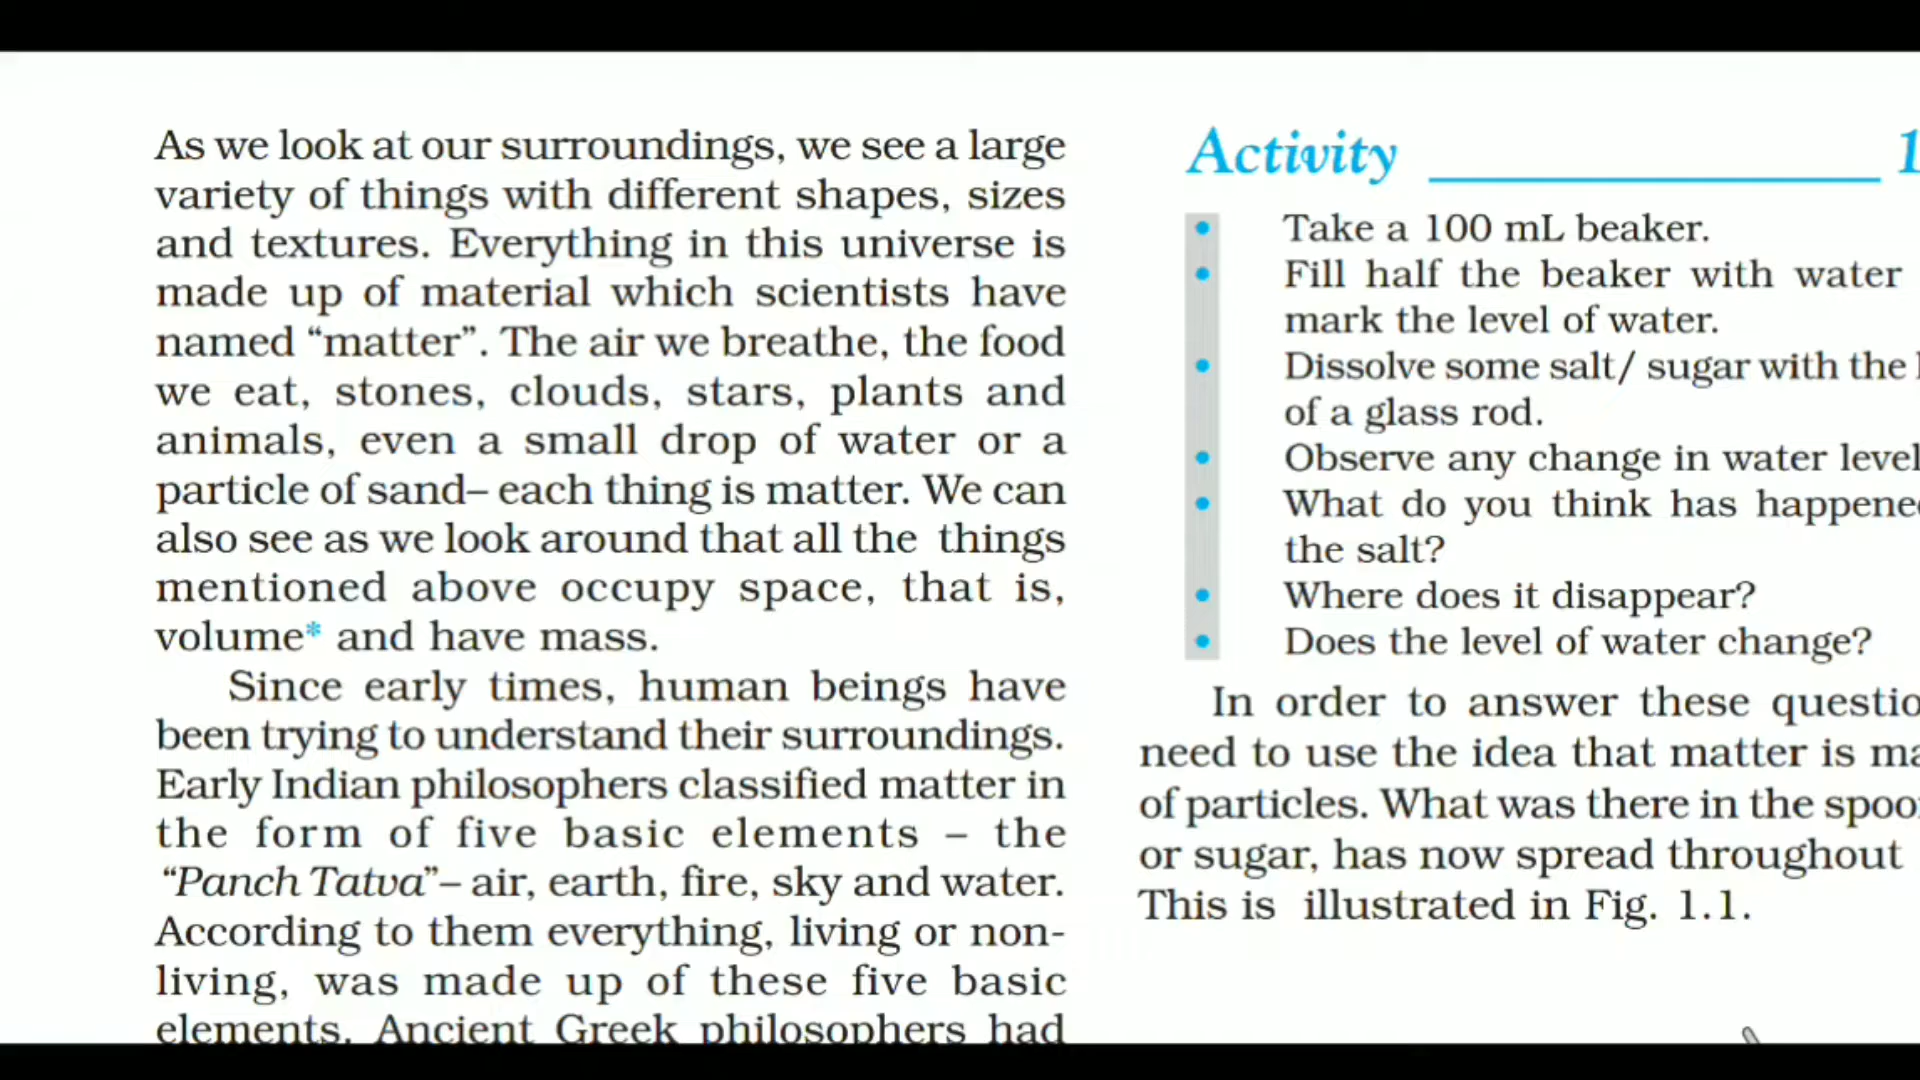 As we look at our surroundings, we see a large
variety of things with different shapes, sizes
and textures. Everything in this universe is
made up of material which scientists have
named “matter”. The air we breathe, the food
we eat, stones, clouds, stars, plants and
animals, even a small drop of water or a
particle of sand– each thing is matter. We can
also see as we look around that all the things
mentioned above occupy space, that is,
volume* and have mass.
Since early times, human beings have
been trying to understand their surroundings.
Early Indian philosophers classified matter in
the form of five basic elements – the
“Panch Tatva”– air, earth, fire, sky and water.
According to them everything, living or non-
living, was made up of these five basic
elements. Ancient Greek philosophers had
Activity 1
• Take a 100 mL beaker.
• Fill half the beaker with water
mark the level of water.
• Dissolve some salt/ sugar with the
of a glass rod.
• Observe any change in water level
• What do you think has happened
the salt?
• Where does it disappear?
• Does the level of water change?
In order to answer these questio
need to use the idea that matter is ma
of particles. What was there in the spoo
or sugar, has now spread throughout
This is illustrated in Fig. 1.1.